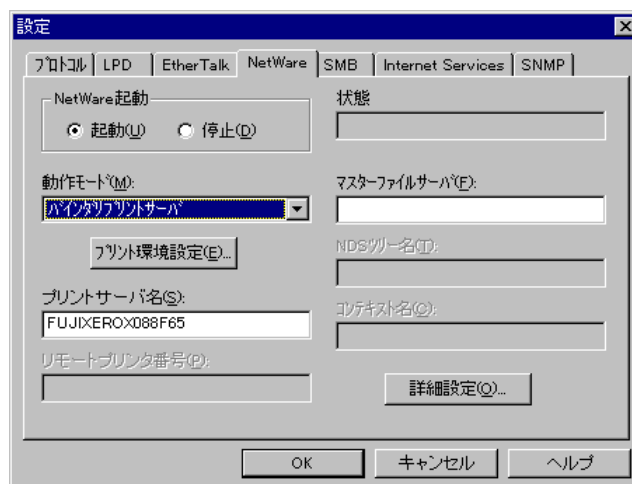 設定
ﾌﾟﾛﾄｺﾙ LPD EtherTalk NetWare SMB Internet Services SNMP
NetWare起動
起動(U) 停止(D)
状態
動作ﾓｰﾄﾞ(M):
ﾊﾞｲﾝﾀﾞﾘﾌﾟﾘﾝﾄｻｰﾊﾞ
ﾌﾟﾘﾝﾄ環境設定(E)...
プリントサーバ名(S):
FUJIXEROX088F65
リモートプリンタ番号(P):
ﾏｽﾀｰﾌｧｲﾙｻｰﾊﾞ(F):
NDSﾂﾘｰ名(T):
ｺﾝﾃｷｽﾄ名(C):
詳細設定(O)...
OK キャンセル ヘルプ